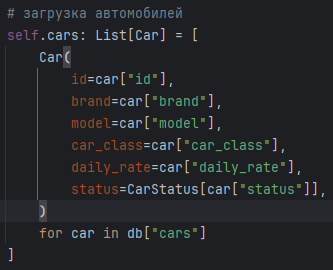 # загрузка автомобилей
self.cars: List[Car] = [
    Car(
        id=car["id"],
        brand=car["brand"],
        model=car["model"],
        car_class=car["car_class"],
        daily_rate=car["daily_rate"],
        status=CarStatus[car["status"]],
    )
    for car in db["cars"]
]